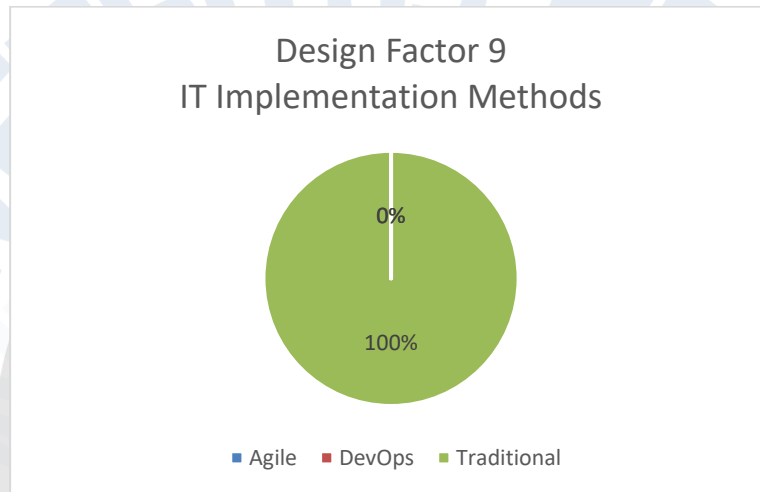 Design Factor 9
IT Implementation Methods
0%
100%
Agile DevOps Traditional